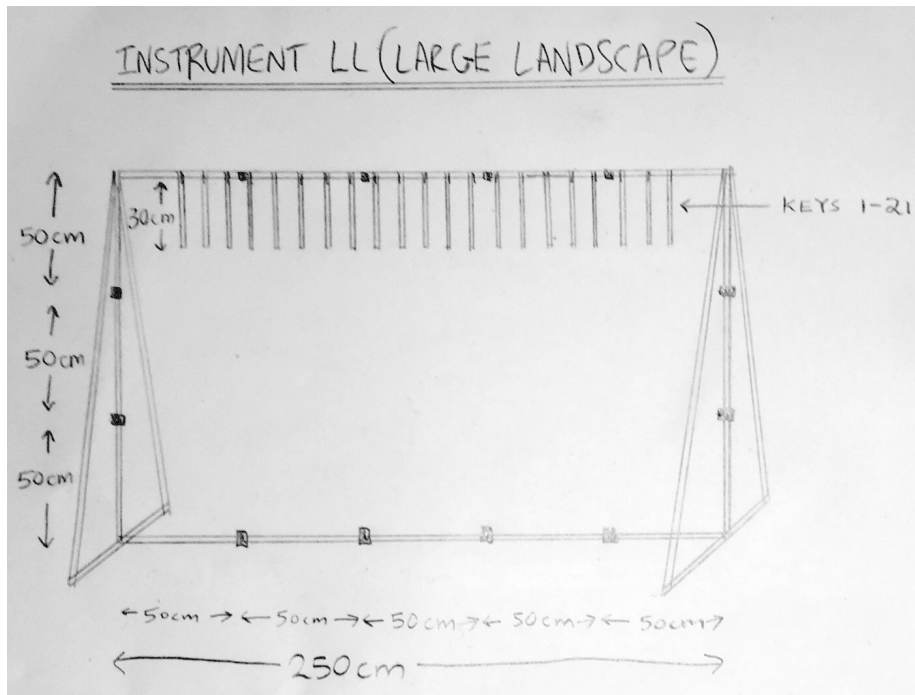 INSTRUMENT LL (LARGE LANDSCAPE)
50cm
30cm
KEYS 1-21
50cm
50cm
50cm 50cm 50cm 50cm 50cm
250cm